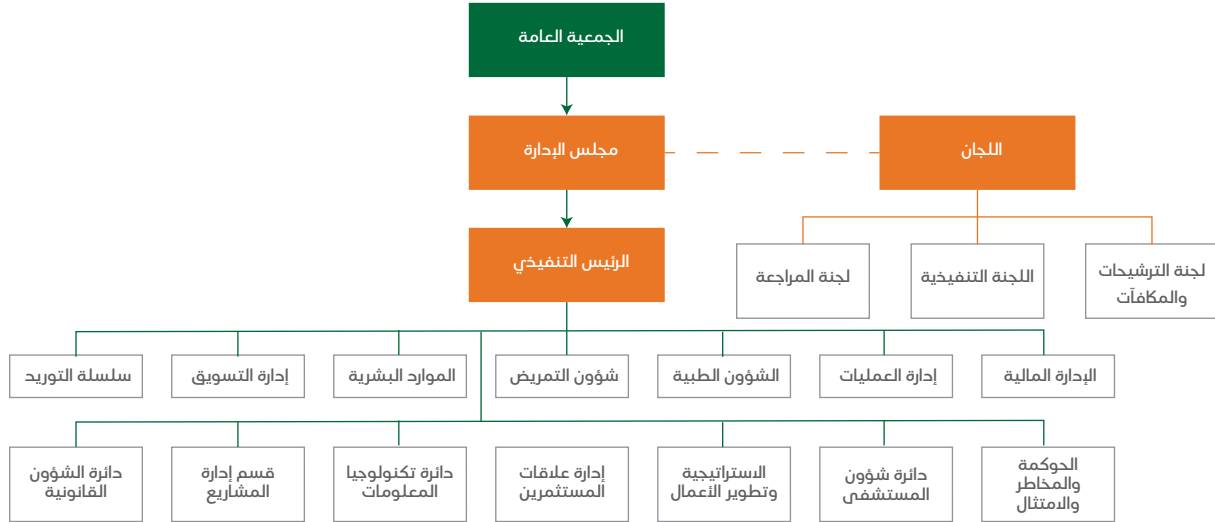 الجمعية العامة
مجلس الإدارة
اللجان
الرئيس التنفيذي
لجنة الترشيحات
والمكافآت
اللجنة التنفيذية
لجنة المراجعة
الإدارة المالية
إدارة العمليات
الشؤون الطبية
شؤون التمريض
الموارد البشرية
إدارة التسويق
سلسلة التوريد
الحوكمة
والمخاطر
والامتثال
دائرة شؤون
المستشفى
الاستراتيجية
وتطوير الأعمال
إدارة علاقات
المستثمرين
دائرة تكنولوجيا
المعلومات
قسم إدارة
المشاريع
دائرة الشؤون
القانونية